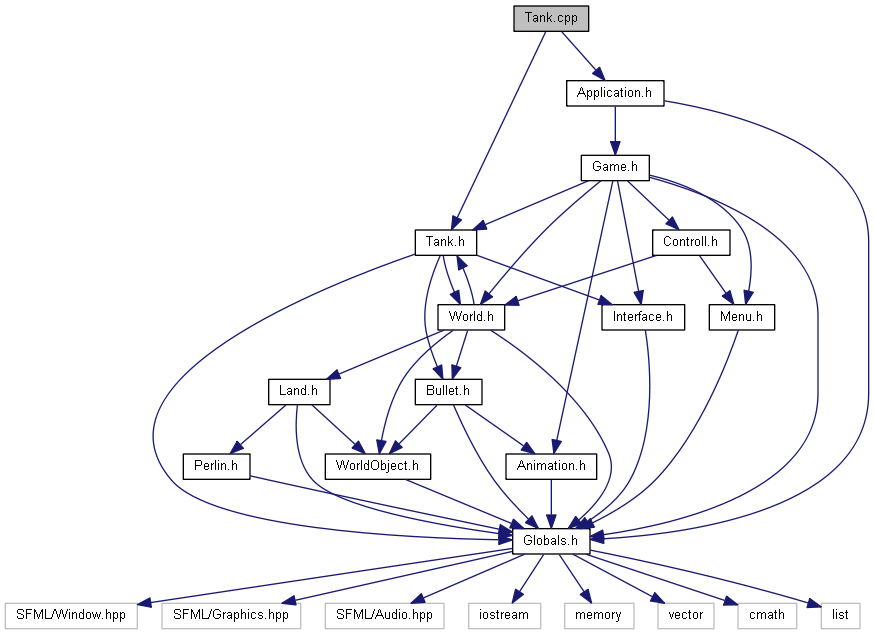 Tank.cpp
Application.h
Game.h
Tank.h
Controll.h
World.h
Interface.h
Menu.h
Land.h
Bullet.h
Perlin.h
WorldObject.h
Animation.h
Globals.h
SFML/Window.hpp
SFML/Graphics.hpp
SFML/Audio.hpp
iostream
memory
vector
cmath
list